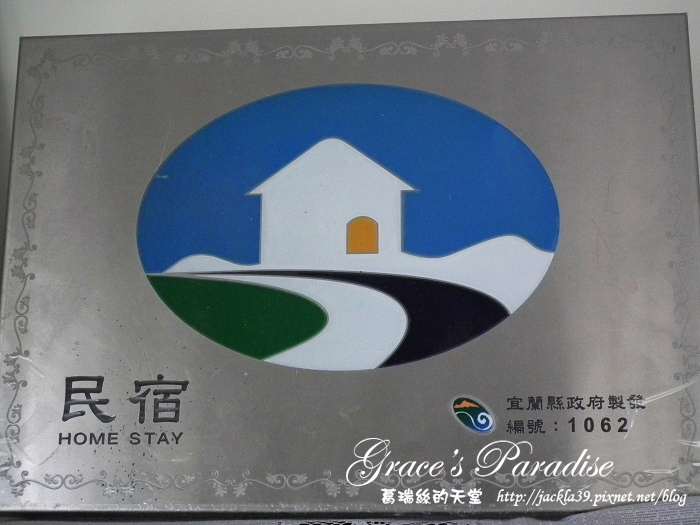 民宿
HOME STAY
宜蘭縣政府製發
編號：1062
Grace's Paradise
葛瑞絲的天堂 http://jackla39.pixnet.net/blog